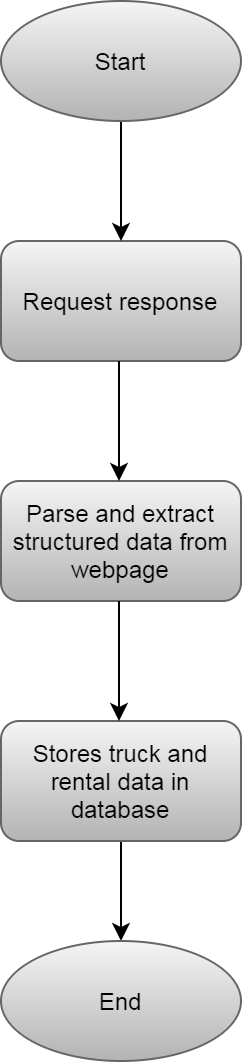 Start
Request response
Parse and extract
structured data from
webpage
Stores truck and
rental data in
database
End